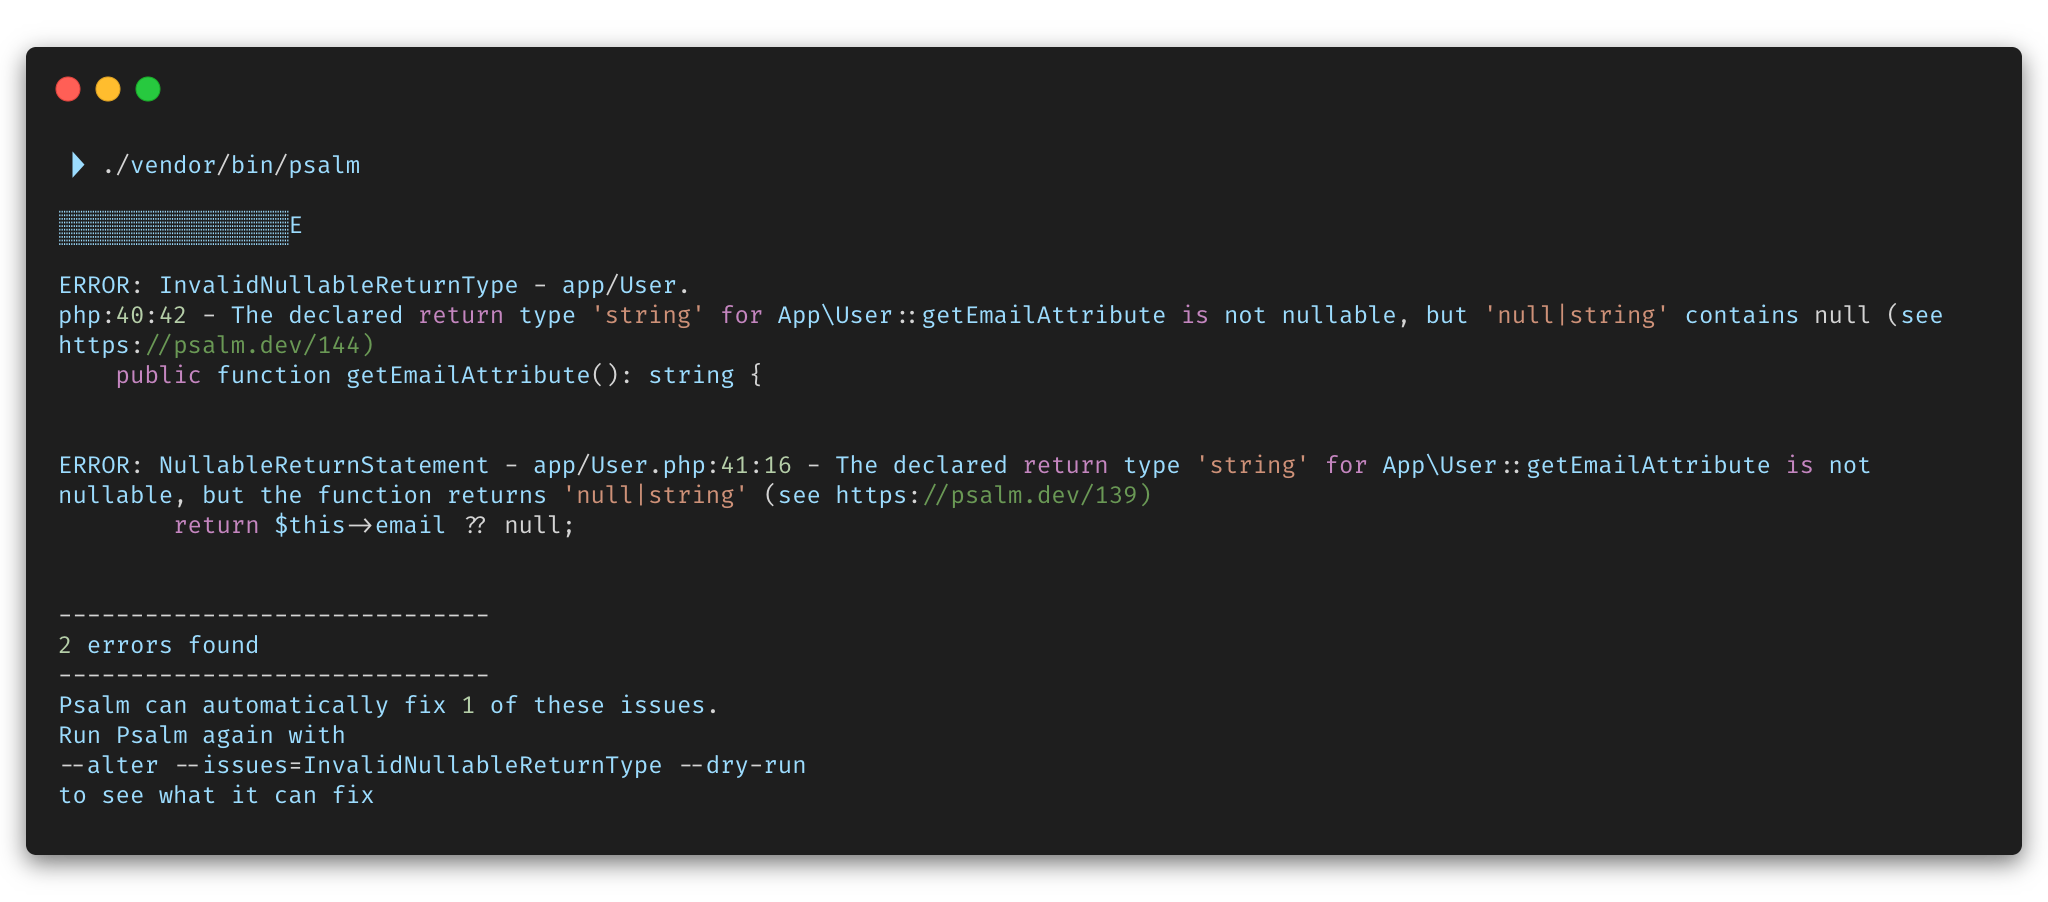 ./vendor/bin/psalm
░░░░░░░░░░░░░░░░E
ERROR: InvalidNullableReturnType - app/User.
php:40:42 - The declared return type 'string' for App\User::getEmailAttribute is not nullable, but 'null|string' contains null (see
https://psalm.dev/144)
    public function getEmailAttribute(): string {
ERROR: NullableReturnStatement - app/User.php:41:16 - The declared return type 'string' for App\User::getEmailAttribute is not
nullable, but the function returns 'null|string' (see https://psalm.dev/139)
        return $this->email ?? null;
------------------------------
2 errors found
------------------------------
Psalm can automatically fix 1 of these issues.
Run Psalm again with
--alter --issues=InvalidNullableReturnType --dry-run
to see what it can fix